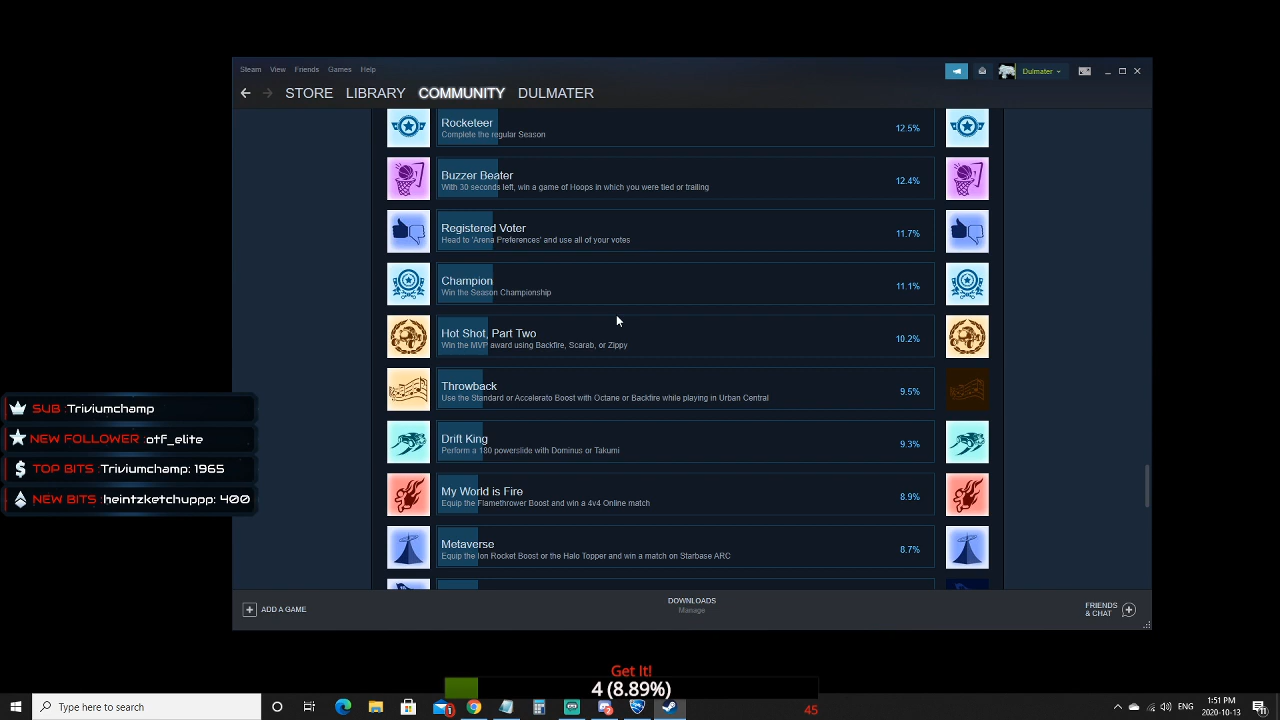 Steam View Friends Games Help
Dulmater
STORE LIBRARY COMMUNITY DULMATER
Rocketeer
Complete the regular Season
12.5%
Buzzer Beater
With 30 seconds left, win a game of Hoops in which you were tied or trailing
12.4%
Registered Voter
Head to 'Arena Preferences' and use all of your votes
11.7%
Champion
Win the Season Championship
11.1%
Hot Shot, Part Two
Win the MVP award using Backfire, Scarab, or Zippy
10.2%
Throwback
Use the Standard or Accelerato Boost with Octane or Backfire while playing in Urban Central
9.5%
Drift King
Perform a 180 powerslide with Dominus or Takumi
9.3%
My World is Fire
Equip the Flamethrower Boost and win a 4v4 Online match
8.9%
Metaverse
Equip the Ion Rocket Boost or the Halo Topper and win a match on Starbase ARC
8.7%
SUB :Triviumchamp
NEW FOLLOWER :otf_elite
TOP BITS :Triviumchamp: 1965
NEW BITS :heintzketchuppp: 400
ADD A GAME
DOWNLOADS
Manage
FRIENDS
& CHAT
Get It!
4 (8.89%)
45
Type here to search
ENG
1:51 PM
2020-10-13